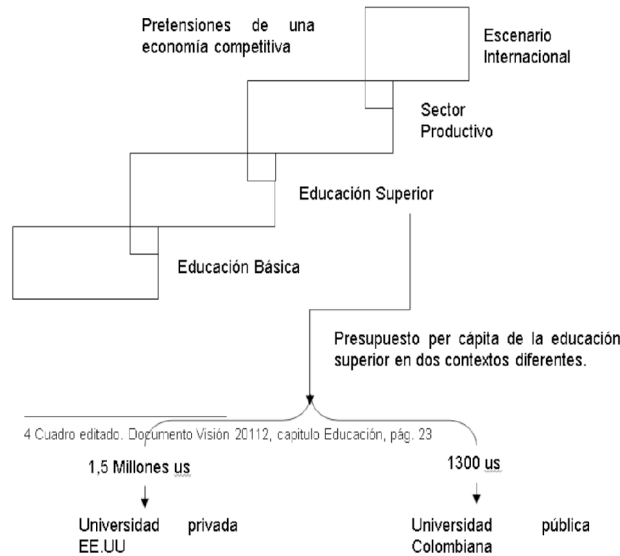 Pretensiones de una
economía competitiva
Escenario
Internacional
Sector
Productivo
Educación Superior
Educación Básica
Presupuesto per cápita de la educación
superior en dos contextos diferentes.
4 Cuadro editado. Documento Visión 20112, capitulo Educación, pág. 23
1,5 Millones us
1300 us
Universidad privada
EE.UU
Universidad pública
Colombiana